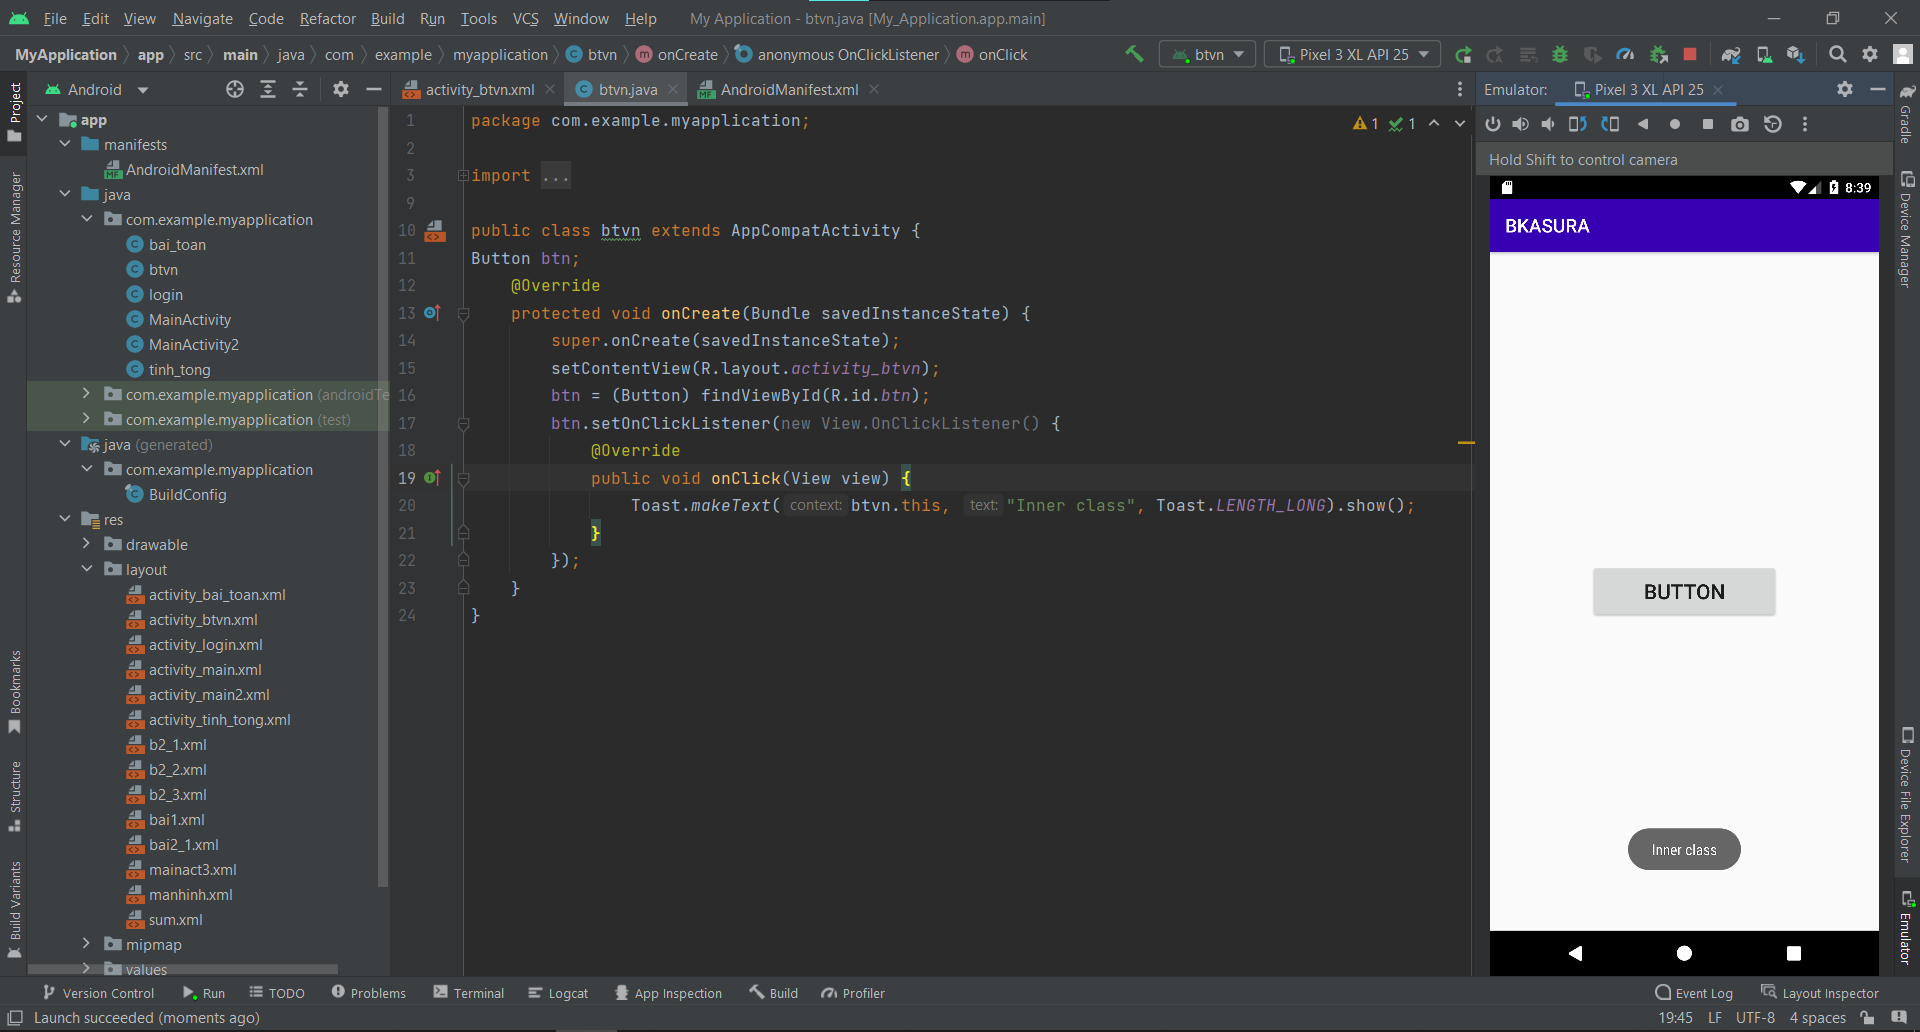 File Edit View Navigate Code Refactor Build Run Tools VCS Window Help My Application - btvn.java [My_Application.app.main]
MyApplication app src main java com example myapplication btvn onCreate anonymous OnClickListener onClick btvn Pixel 3 XL API 25
Project
Resource Manager
Bookmarks
Structure
Build Variants
Android
app
manifests
AndroidManifest.xml
java
com.example.myapplication
bai_toan
btvn
login
MainActivity
MainActivity2
tinh_tong
com.example.myapplication (androidTe
com.example.myapplication (test)
java (generated)
com.example.myapplication
BuildConfig
res
drawable
layout
activity_bai_toan.xml
activity_btvn.xml
activity_login.xml
activity_main.xml
activity_main2.xml
activity_tinh_tong.xml
b2_1.xml
b2_2.xml
b2_3.xml
bai1.xml
bai2_1.xml
mainact3.xml
manhinh.xml
sum.xml
mipmap
values
activity_btvn.xml btvn.java AndroidManifest.xml
1 package com.example.myapplication; 1 1
2
3 import ...
9
10 public class btvn extends AppCompatActivity {
11 Button btn;
12 @Override
13 protected void onCreate(Bundle savedInstanceState) {
14 super.onCreate(savedInstanceState);
15 setContentView(R.layout.activity_btvn);
16 btn = (Button) findViewById(R.id.btn);
17 btn.setOnClickListener(new View.OnClickListener() {
18 @Override
19 public void onClick(View view) {
20 Toast.makeText( context: btvn.this, text: "Inner class", Toast.LENGTH_LONG).show();
21 }
22 });
23 }
24 }
Emulator: Pixel 3 XL API 25
Hold Shift to control camera
8:39
BKASURA
BUTTON
Inner class
Gradle
Device Manager
Device File Explorer
Emulator
Version Control Run TODO Problems Terminal Logcat App Inspection Build Profiler Event Log Layout Inspector
Launch succeeded (moments ago) 19:45 LF UTF-8 4 spaces